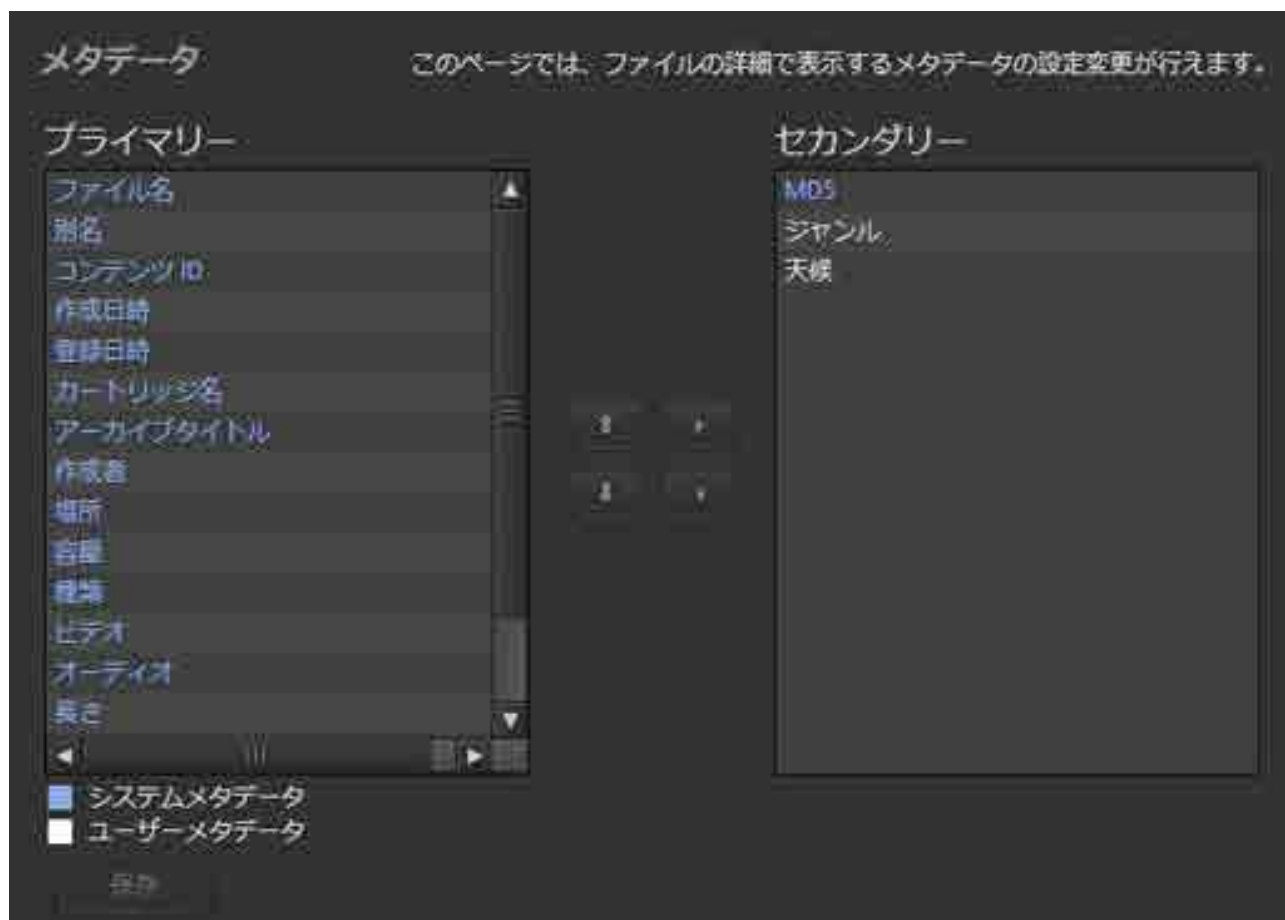 メタデータ
このページでは、ファイルの詳細で表示するメタデータの設定変更が行えます。
プライマリー
ファイル名
別名
コンテンツ ID
作成日時
登録日時
カートリッジ名
アーカイブタイトル
作成者
場所
容量
種類
ビデオ
オーディオ
長さ
システムメタデータ
ユーザーメタデータ
保存
セカンダリー
MD5
ジャンル
天候